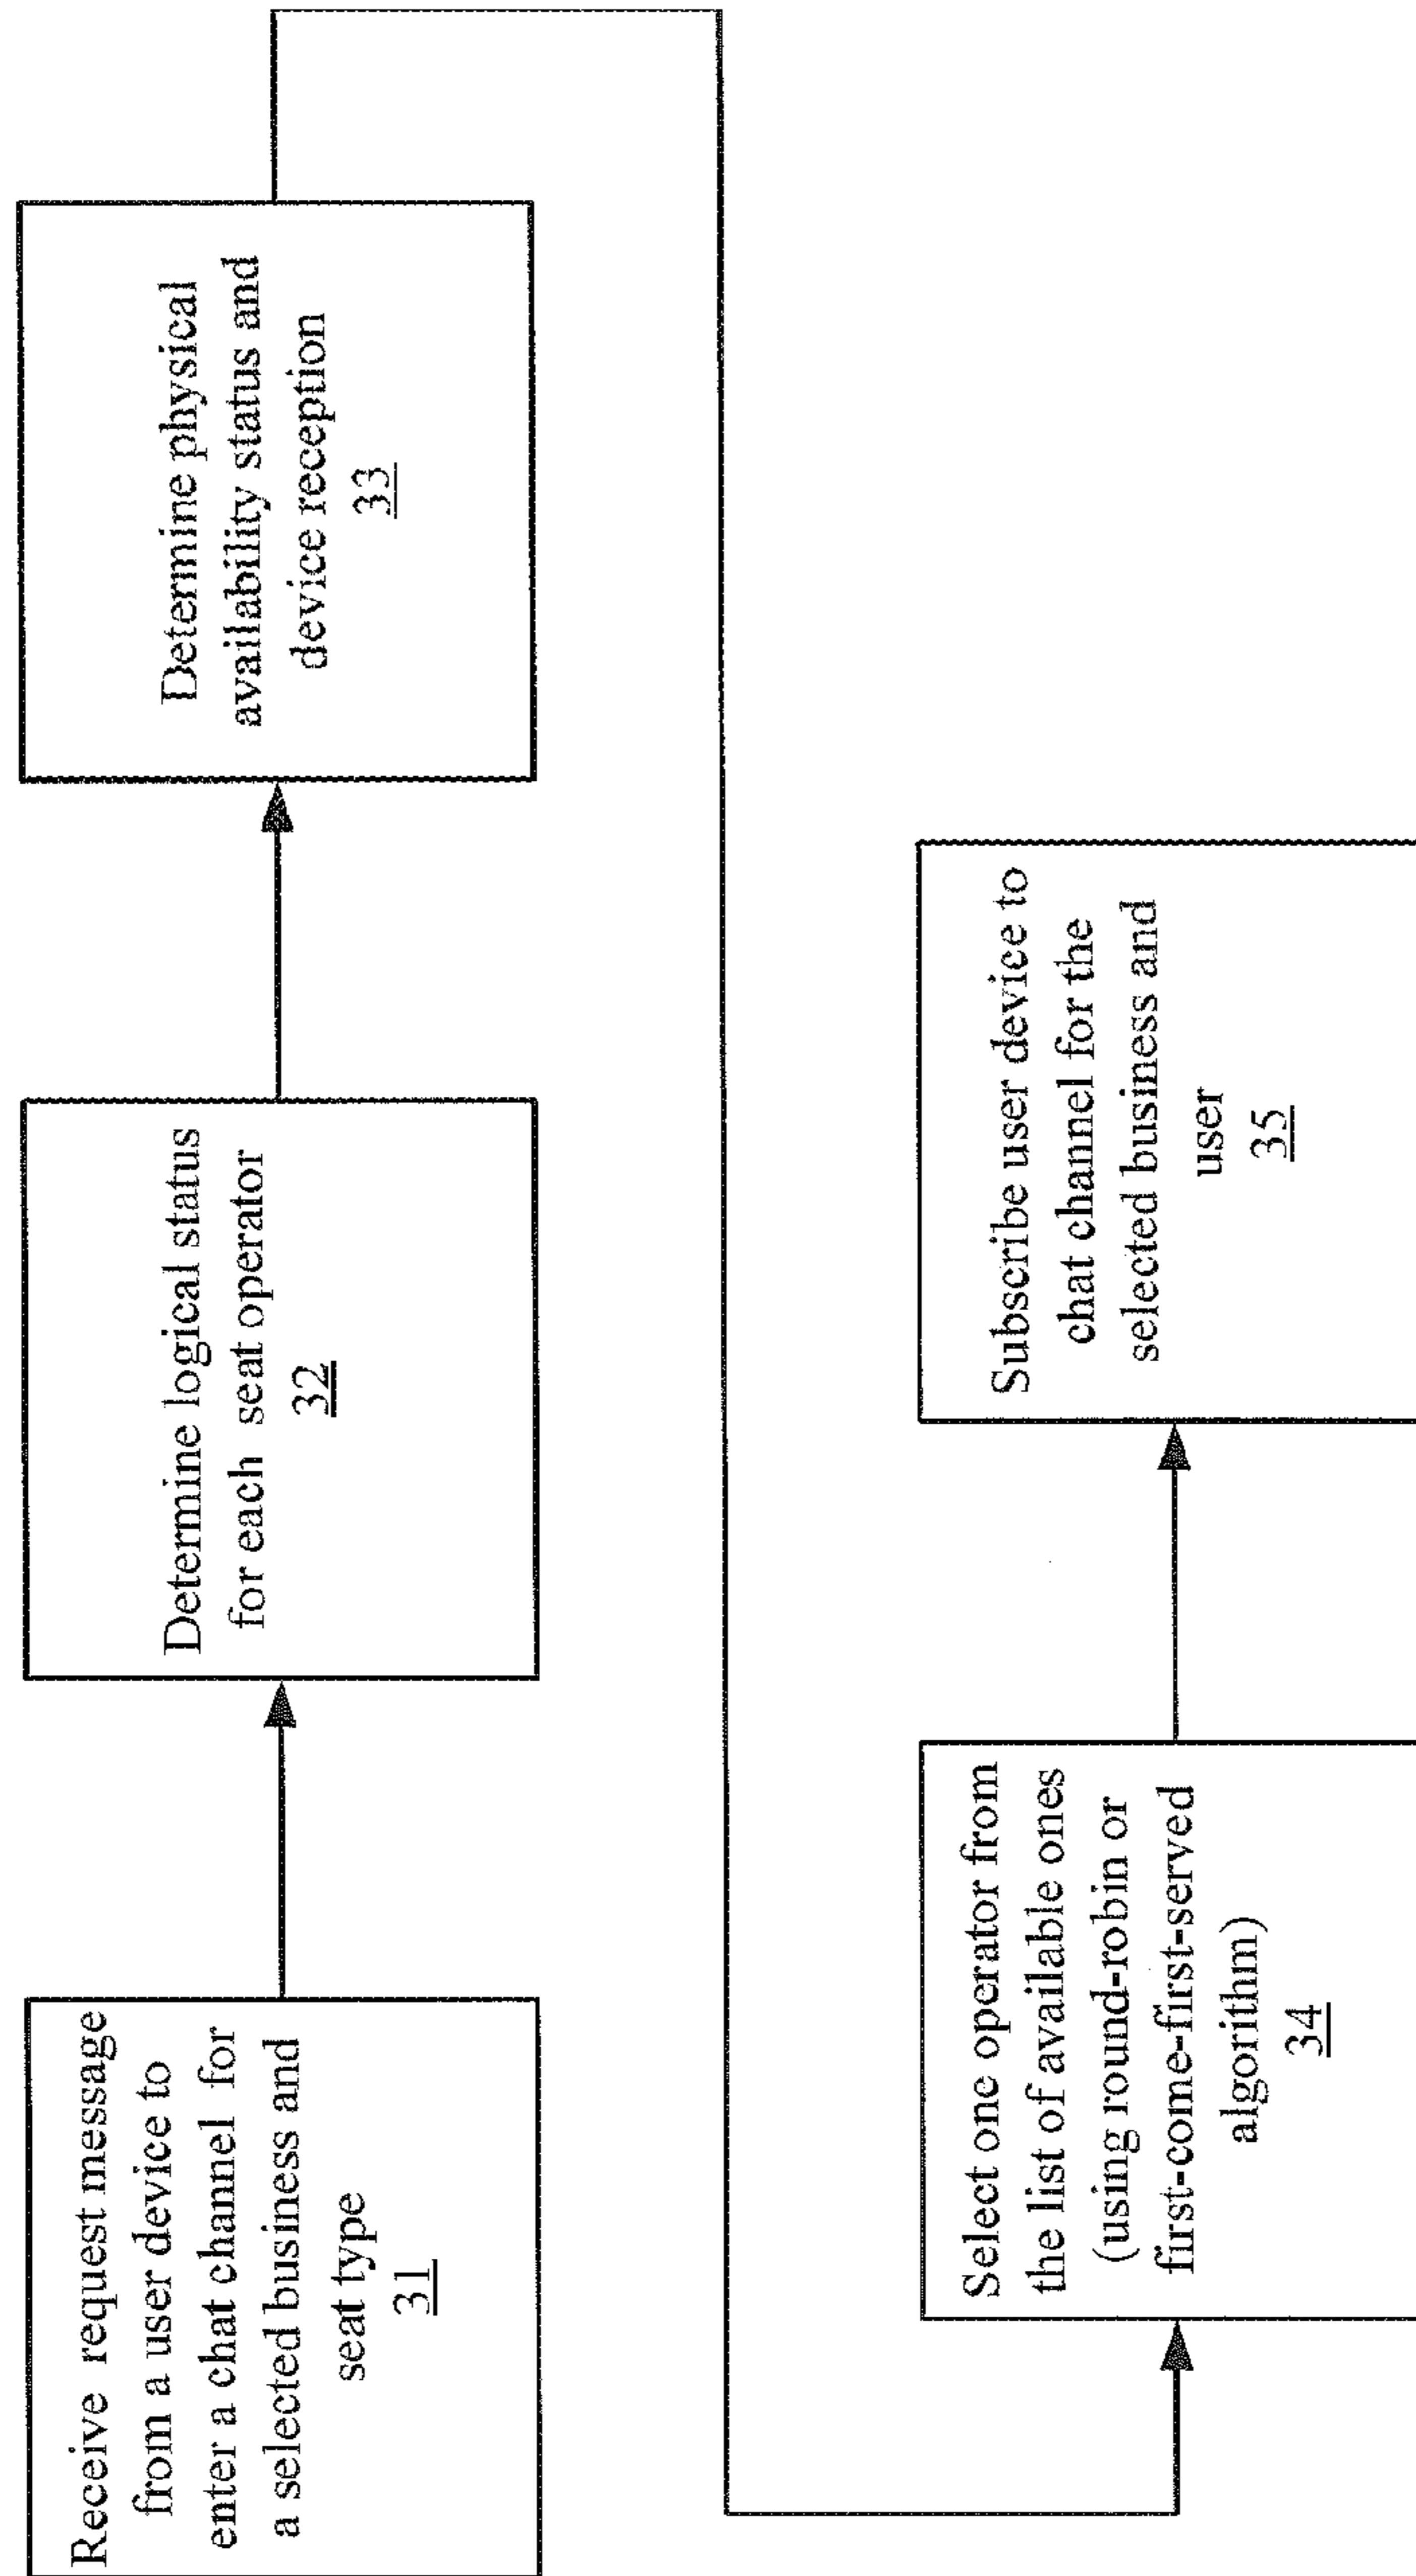 Receive request message
from a user device to
enter a chat channel for
a selected business and
seat type
31
Determine logical status
for each seat operator
32
Determine physical
availability status and
device reception
33
Select one operator from
the list of available ones
(using round-robin or
first-come-first-served
algorithm)
34
Subscribe user device to
chat channel for the
selected business and
user
35